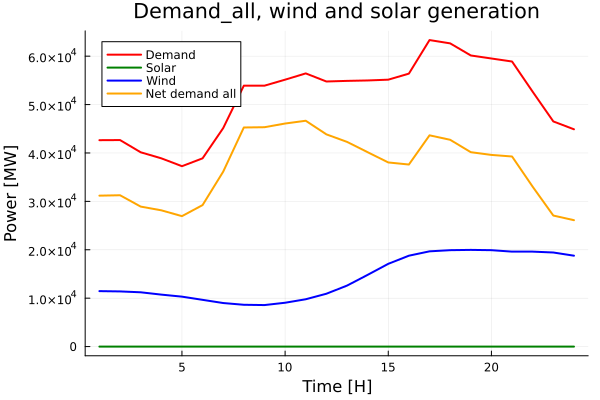 Demand_all, wind and solar generation
Demand
Solar
Wind
Net demand all
6.0×10⁴
5.0×10⁴
4.0×10⁴
3.0×10⁴
2.0×10⁴
1.0×10⁴
0
Power [MW]
5 10 15 20
Time [H]